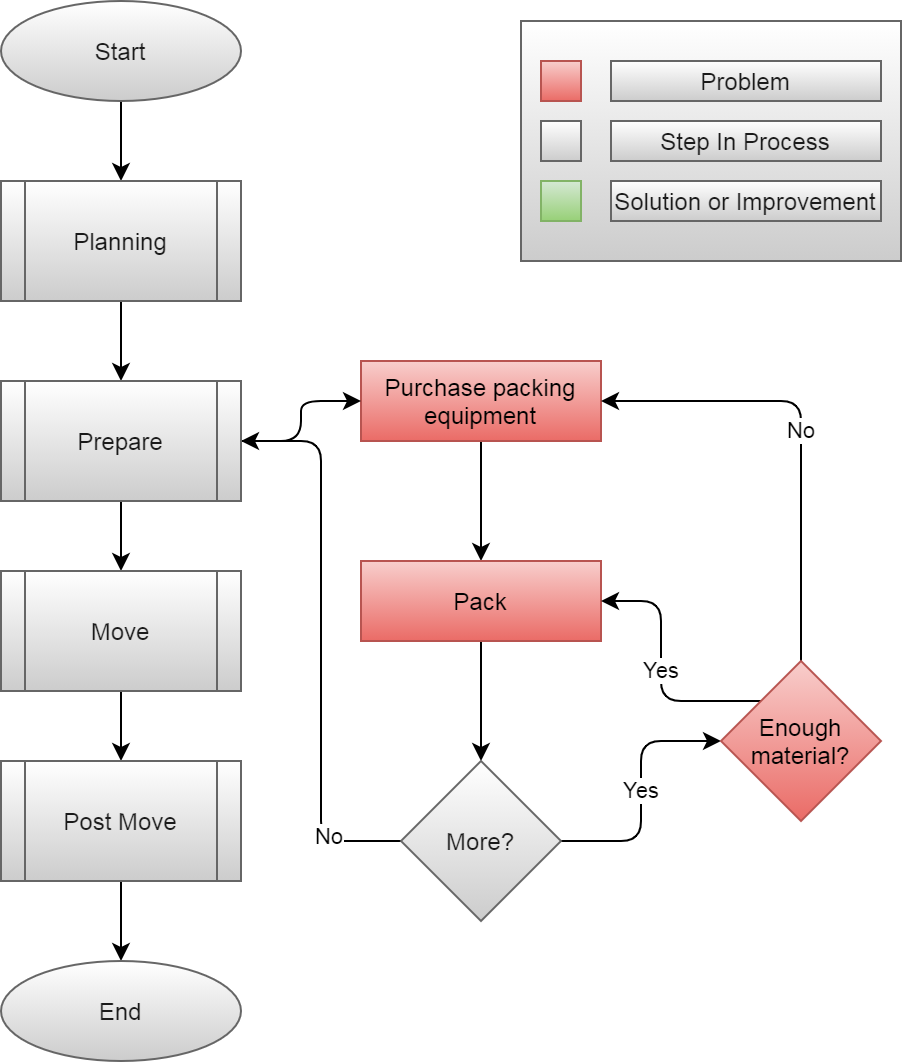 Start
Problem
Step In Process
Solution or Improvement
Planning
Purchase packing
equipment
No
Prepare
Pack
Move
Yes
Enough
material?
Yes
Post Move
No
More?
End